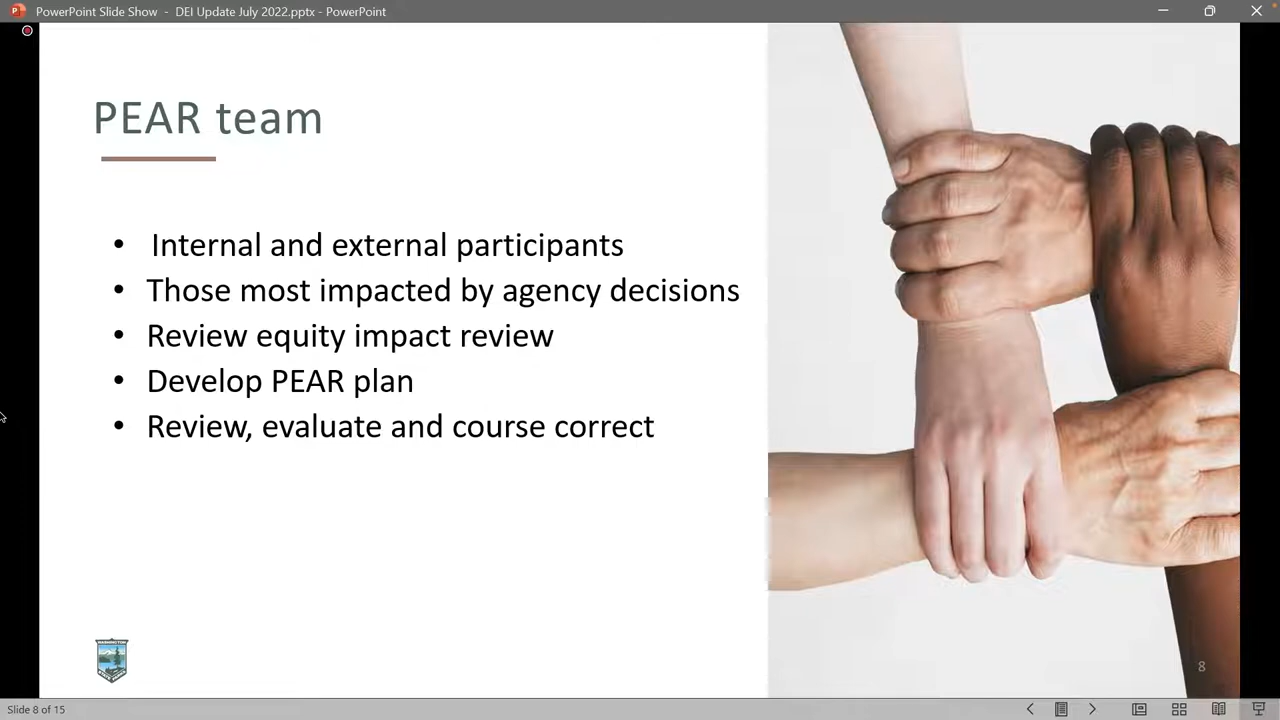 PowerPoint Slide Show - DEI Update July 2022.pptx - PowerPoint
PEAR team
• Internal and external participants
• Those most impacted by agency decisions
• Review equity impact review
• Develop PEAR plan
• Review, evaluate and course correct
8
Slide 8 of 15